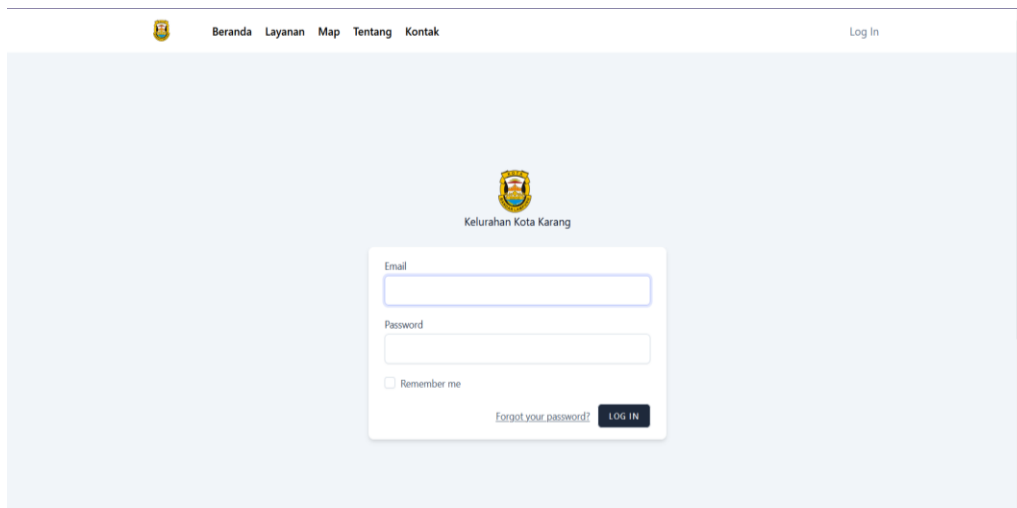 Beranda Layanan Map Tentang Kontak Log In
Kelurahan Kota Karang
Email
Password
Remember me
Forgot your password? LOG IN